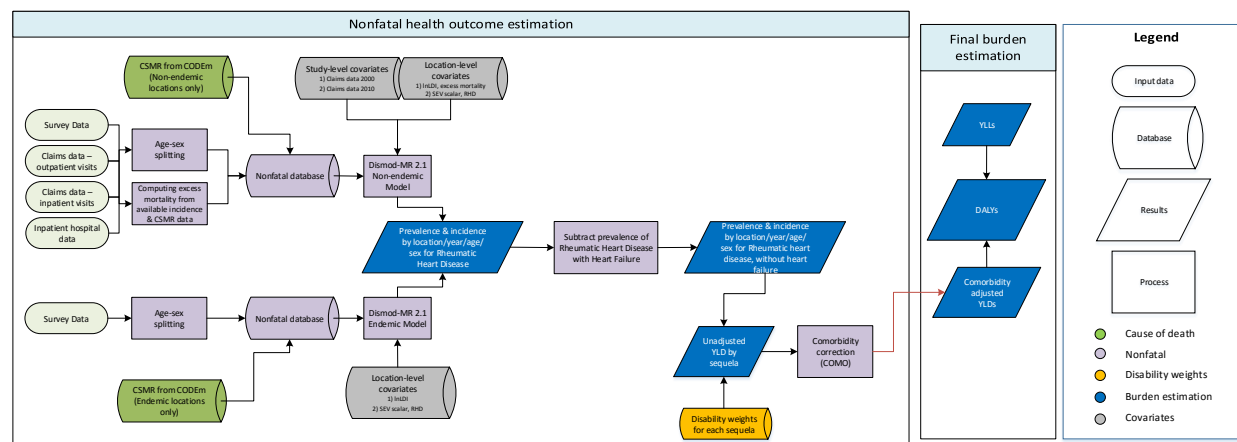 Nonfatal health outcome estimation
CSMR from CODEm
(Non-endemic
locations only)
Study-level covariates
1) Claims data 2000
2) Claims data 2010
Location-level
covariates
1) lnLDI, excess mortality
2) SEV scalar, RHD
Survey Data
Claims data –
outpatient visits
Claims data –
inpatient visits
Inpatient hospital
data
Age-sex
splitting
Computing excess
mortality from
available incidence
& CSMR data
Nonfatal database
Dismod-MR 2.1
Non-endemic
Model
Prevalence & incidence
by location/year/age/
sex for Rheumatic
Heart Disease
Subtract prevalence of
Rheumatic Heart Disease
with Heart Failure
Prevalence & incidence
by location/year/age/
sex for Rheumatic heart
disease, without heart
failure
Survey Data
Age-sex
splitting
Nonfatal database
Dismod-MR 2.1
Endemic Model
CSMR from CODEm
(Endemic locations
only)
Location-level
covariates
1) lnLDI
2) SEV scalar, RHD
Unadjusted
YLD by
sequela
Comorbidity
correction
(COMO)
Disability weights
for each sequela
Final burden
estimation
YLLs
DALYs
Comorbidity
adjusted
YLDs
Legend
Input data
Database
Results
Process
Cause of death
Nonfatal
Disability weights
Burden estimation
Covariates